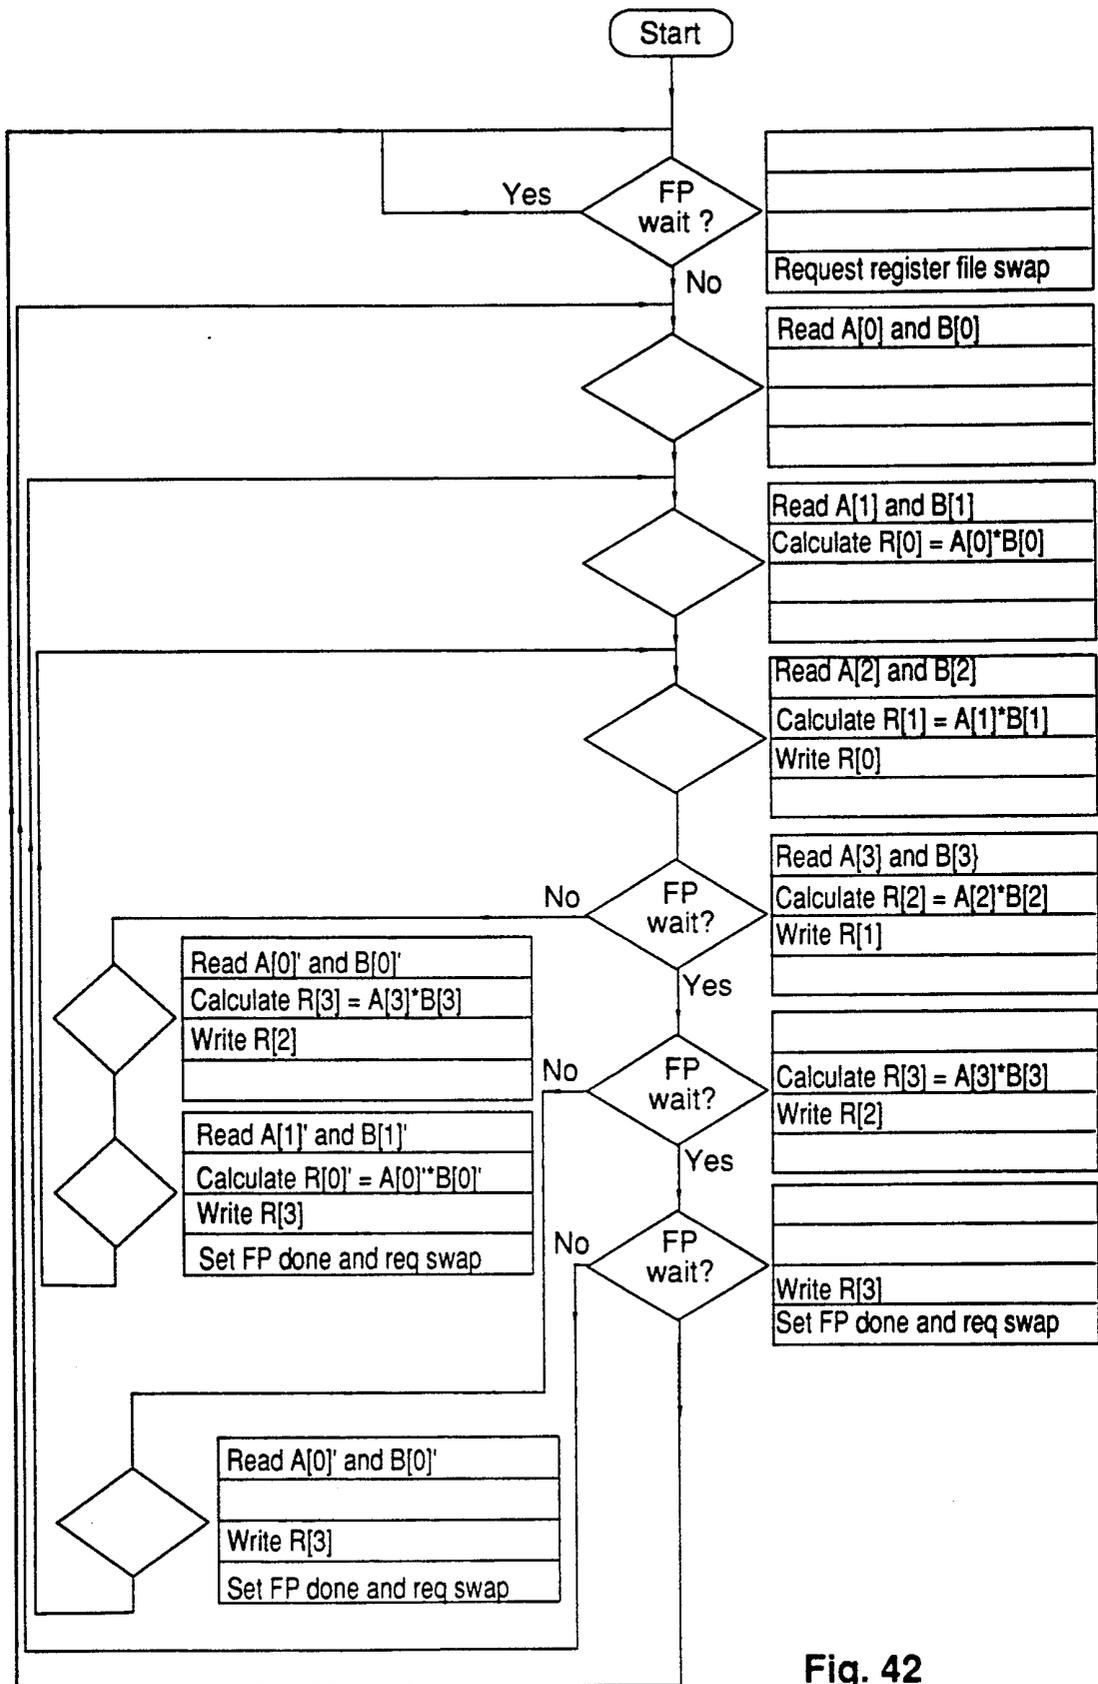 Start
Yes
FP
wait ?
No
Request register file swap
Read A[0] and B[0]
Read A[1] and B[1]
Calculate R[0] = A[0]*B[0]
Read A[2] and B[2]
Calculate R[1] = A[1]*B[1]
Write R[0]
No
FP
wait?
Yes
Read A[3] and B[3}
Calculate R[2] = A[2]*B[2]
Write R[1]
Read A[0]' and B[0]'
Calculate R[3] = A[3]*B[3]
Write R[2]
No
FP
wait?
Yes
Calculate R[3] = A[3]*B[3]
Write R[2]
Read A[1]' and B[1]'
Calculate R[0]' = A[0]'*B[0]'
Write R[3]
Set FP done and req swap
No
FP
wait?
Write R[3]
Set FP done and req swap
Read A[0]' and B[0]'
Write R[3]
Set FP done and req swap
Fig. 42